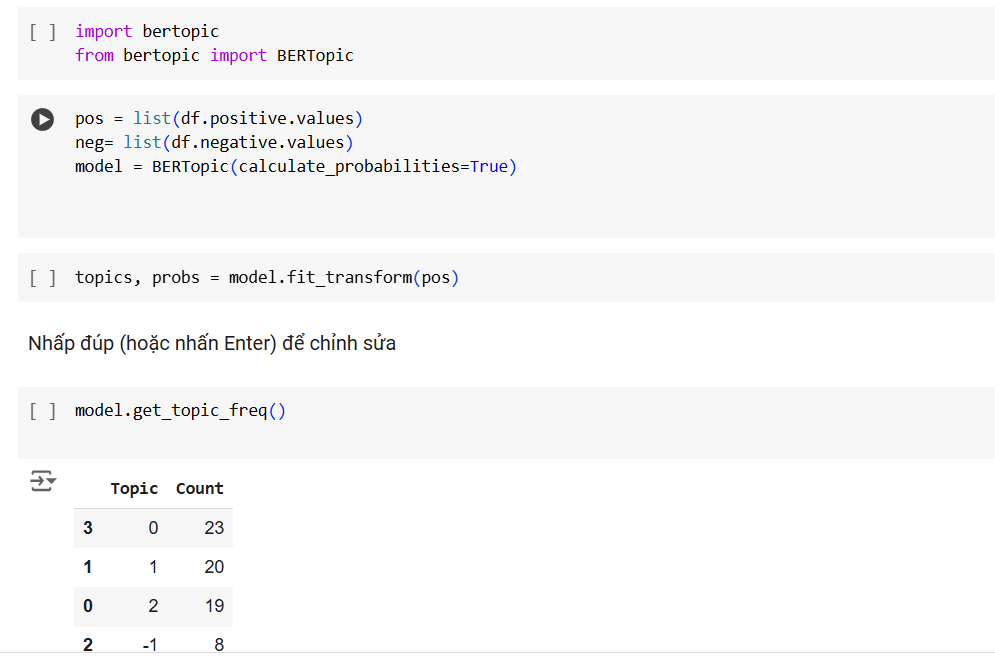 [ ] import bertopic
from bertopic import BERTopic
pos = list(df.positive.values)
neg= list(df.negative.values)
model = BERTopic(calculate_probabilities=True)
[ ] topics, probs = model.fit_transform(pos)
Nhấp đúp (hoặc nhấn Enter) để chỉnh sửa
[ ] model.get_topic_freq()
Topic Count
3 0 23
1 1 20
0 2 19
2 -1 8